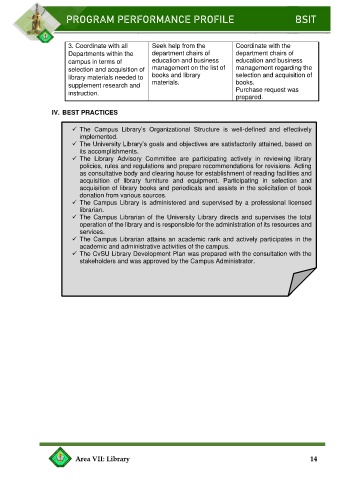 PROGRAM PERFORMANCE PROFILE BSIT
3. Coordinate with all
Departments within the
campus in terms of
selection and acquisition of
library materials needed to
supplement research and
instruction.
Seek help from the
department chairs of
education and business
management on the list of
books and library
materials.
Coordinate with the
department chairs of
education and business
management regarding the
selection and acquisition of
books.
Purchase request was
prepared.
IV. BEST PRACTICES
✓ The Campus Library's Organizational Structure is well-defined and effectively
implemented.
✓ The University Library's goals and objectives are satisfactorily attained, based on
its accomplishments.
✓ The Library Advisory Committee are participating actively in reviewing library
policies, rules and regulations and prepare recommendations for revisions. Acting
as consultative body and clearing house for establishment of reading facilities and
acquisition of library furniture and equipment. Participating in selection and
acquisition of library books and periodicals and assists in the solicitation of book
donation from various sources
✓ The Campus Library is administered and supervised by a professional licensed
librarian.
✓ The Campus Librarian of the University Library directs and supervises the total
operation of the library and is responsible for the administration of its resources and
services.
✓ The Campus Librarian attains an academic rank and actively participates in the
academic and administrative activities of the campus.
✓ The CvSU Library Development Plan was prepared with the consultation with the
stakeholders and was approved by the Campus Administrator.
Area VII: Library 14